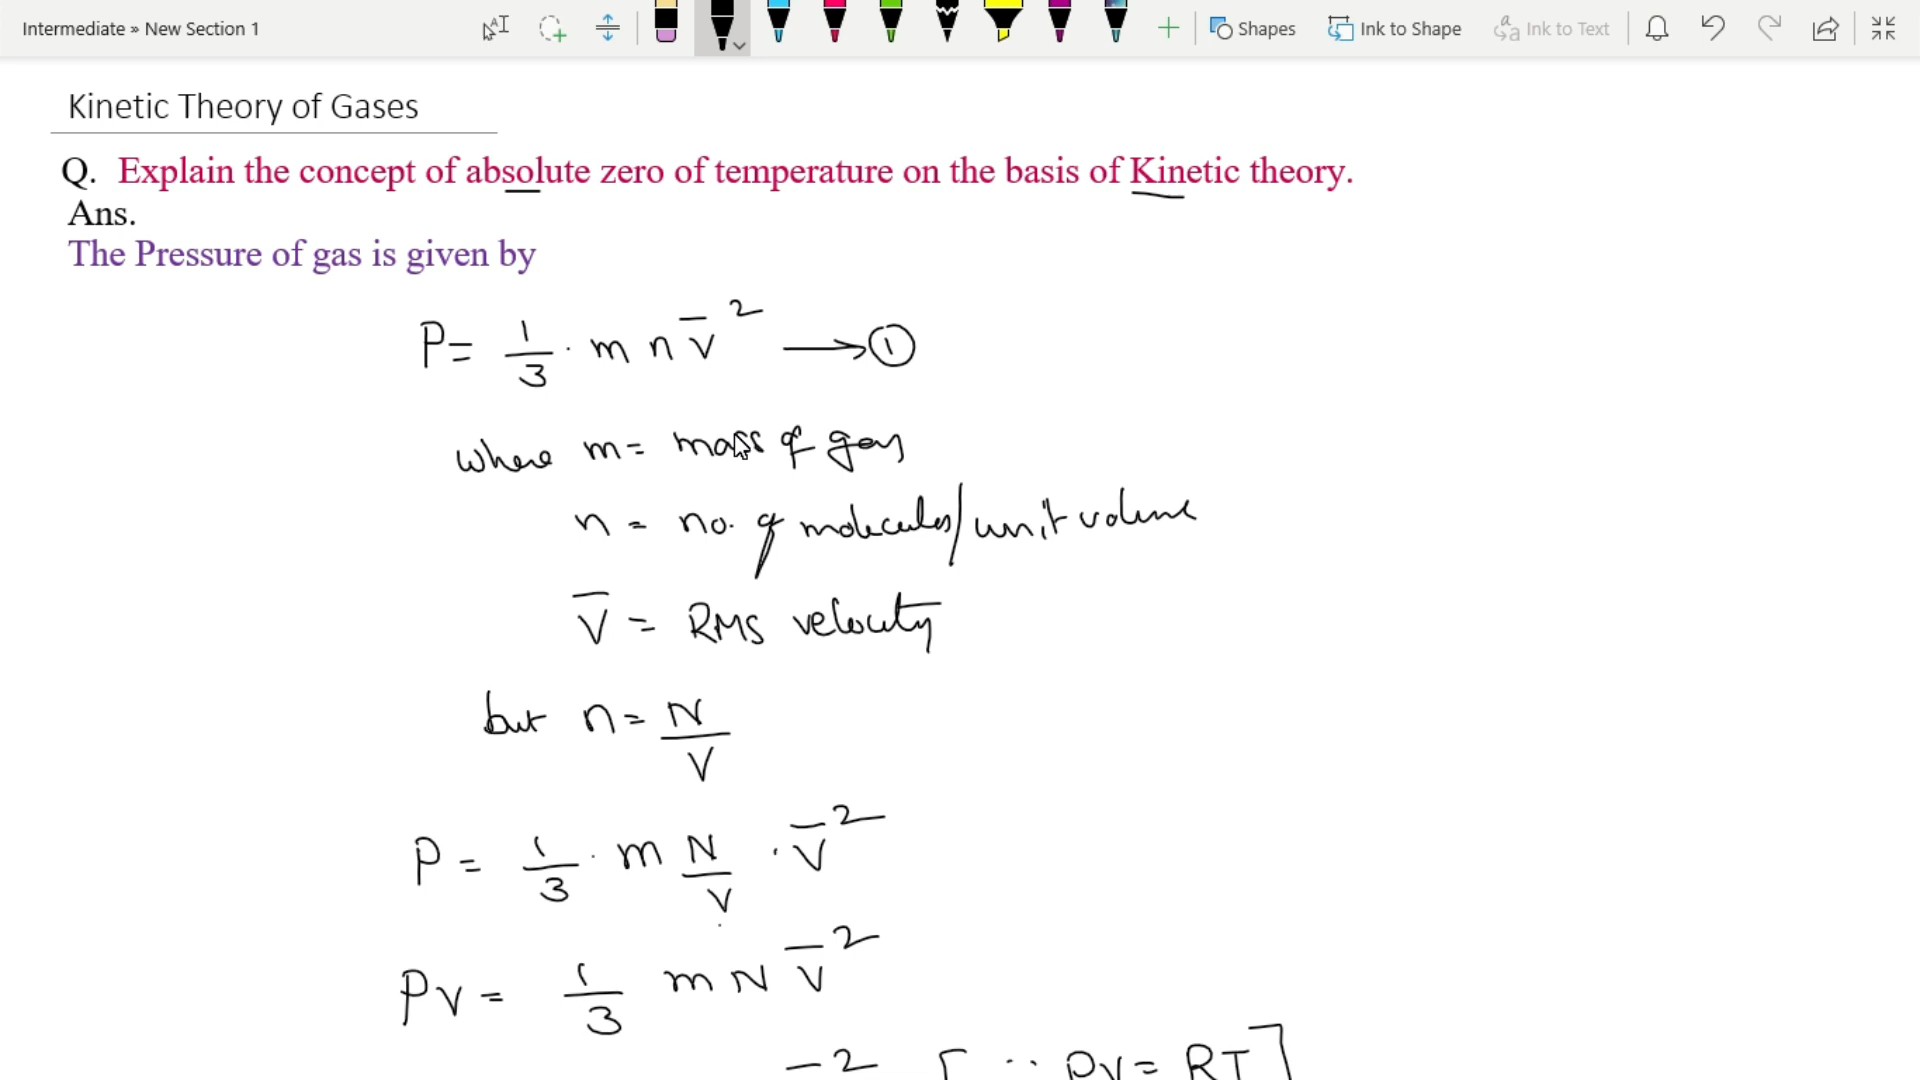 Intermediate » New Section 1
Shapes
Ink to Shape
Ink to Text
Kinetic Theory of Gases
Q. Explain the concept of absolute zero of temperature on the basis of Kinetic theory.
Ans.
The Pressure of gas is given by
P = 1/3 · m n v̅² → ①
where m = mass of gas
n = no. of molecules/unit volume
v̅ = RMS velocity
but n = N/V
P = 1/3 · m N/V · v̅²
PV = 1/3 m N v̅²
[∵ PV = RT]